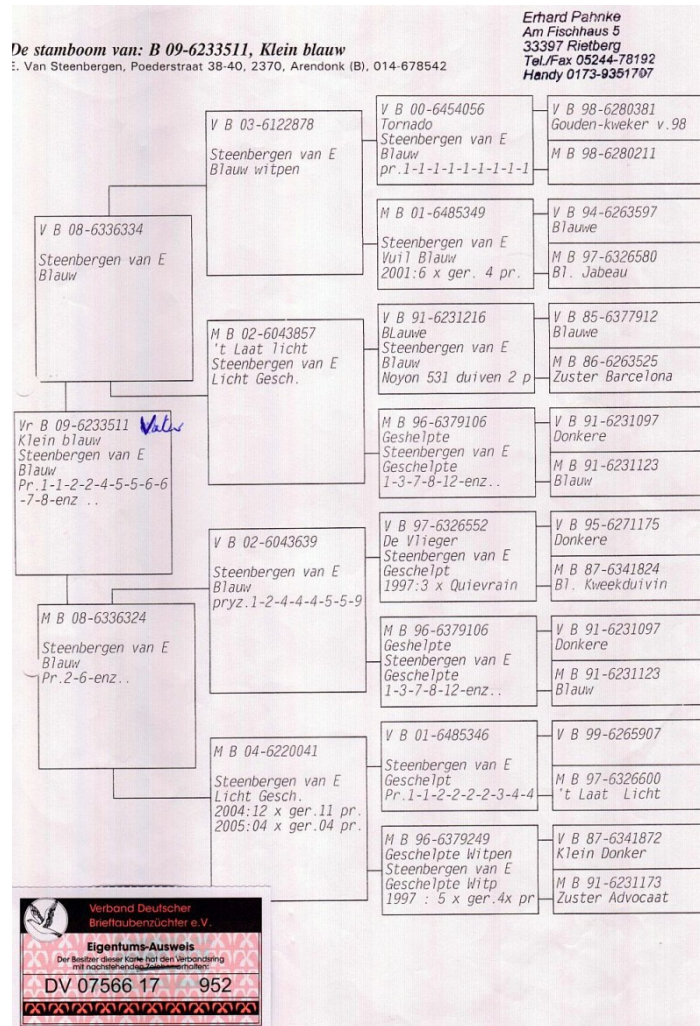 Erhard Pahnke
Am Fischhaus 5
33397 Rietberg
Tel./Fax 05244-78192
Handy 0173-9351707
De stamboom van: B 09-6233511, Klein blauw
E. Van Steenbergen, Poederstraat 38-40, 2370, Arendonk (B), 014-678542
Vr B 09-6233511 Vater
Klein blauw
Steenbergen van E
Blauw
Pr.1-1-2-2-4-5-5-6-6
-7-8-enz ..
V B 08-6336334
Steenbergen van E
Blauw
M B 08-6336324
Steenbergen van E
Blauw
Pr.2-6-enz..
V B 03-6122878
Steenbergen van E
Blauw witpen
M B 02-6043857
't Laat licht
Steenbergen van E
Licht Gesch.
V B 02-6043639
Steenbergen van E
Blauw
pryz.1-2-4-4-4-5-5-9
M B 04-6220041
Steenbergen van E
Licht Gesch.
2004:12 x ger.11 pr.
2005:04 x ger.04 pr.
V B 00-6454056
Tornado
Steenbergen van E
Blauw
pr.1-1-1-1-1-1-1-1-1
M B 01-6485349
Steenbergen van E
Vuil Blauw
2001:6 x ger. 4 pr.
V B 91-6231216
BLauwe
Steenbergen van E
Blauw
Noyon 531 duiven 2 p
M B 96-6379106
Geshelpte
Steenbergen van E
Geschelpte
1-3-7-8-12-enz..
V B 97-6326552
De Vlieger
Steenbergen van E
Geschelpt
1997:3 x Quievrain
M B 96-6379106
Geshelpte
Steenbergen van E
Geschelpte
1-3-7-8-12-enz..
V B 01-6485346
Steenbergen van E
Geschelpt
Pr.1-1-2-2-2-2-3-4-4
M B 96-6379249
Geschelpte Witpen
Steenbergen van E
Geschelpte Witp
1997 : 5 x ger.4x pr
V B 98-6280381
Gouden-kweker v.98
M B 98-6280211
V B 94-6263597
Blauwe
M B 97-6326580
Bl. Jabeau
V B 85-6377912
Blauwe
M B 86-6263525
Zuster Barcelona
V B 91-6231097
Donkere
M B 91-6231123
Blauw
V B 95-6271175
Donkere
M B 87-6341824
Bl. Kweekduivin
V B 91-6231097
Donkere
M B 91-6231123
Blauw
V B 99-6265907
M B 97-6326600
't Laat Licht
V B 87-6341872
Klein Donker
M B 91-6231173
Zuster Advocaat
Verband Deutscher
Brieftaubenzüchter e.V.
Eigentums-Ausweis
Der Besitzer dieser Karte hat den Verbandsring
mit nachstehenden Zeichen erhalten:
DV 07566 17 952